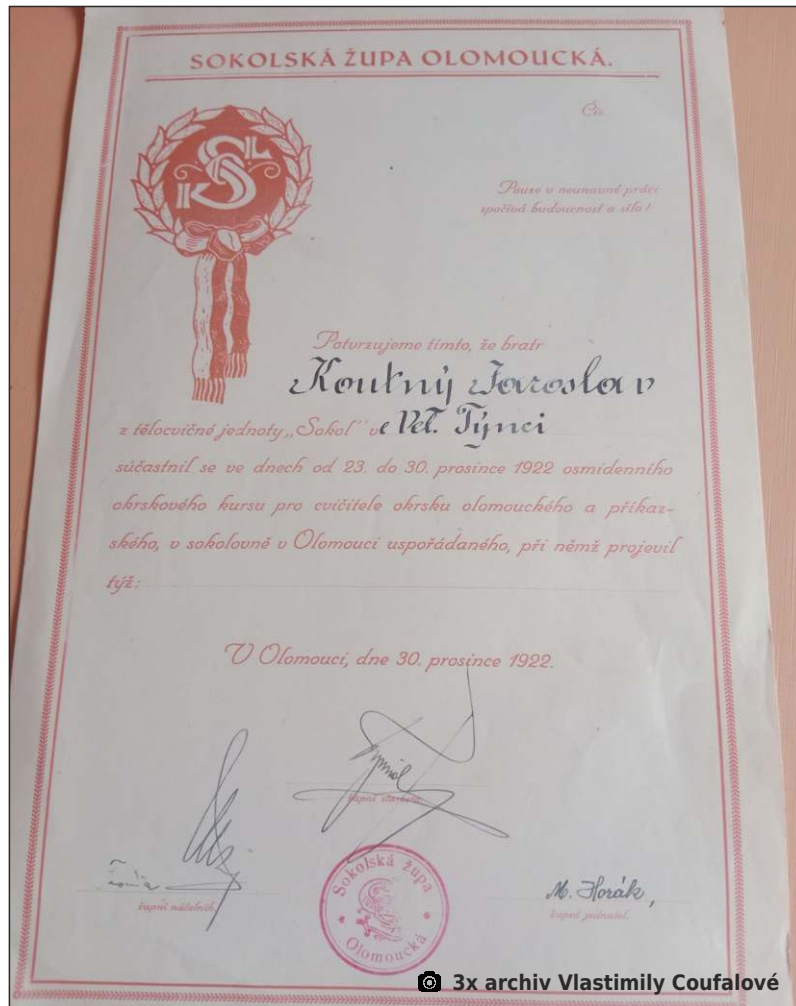 SOKOLSKÁ ŽUPA OLOMOUCKÁ.
Čís.
KSSL
Pouze v neunavné práci
spočívá budoucnost a síla!
Potvrzujeme tímto, že bratr
Koutný Jaroslav
z tělocvičné jednoty „Sokol“ ve Vel. Týnci
súčastnil se ve dnech od 23. do 30. prosince 1922 osmidenního
okrskového kursu pro cvičitele okrsku olomouckého a příkaz-
ského, v sokolovně v Olomouci uspořádaného, při němž projevil
týž:
V Olomouci, dne 30. prosince 1922.
župní starosta.
župní náčelník.
Sokolská župa
Olomoucká
M. Horák,
župní jednatel.
3x archiv Vlastimily Coufalové